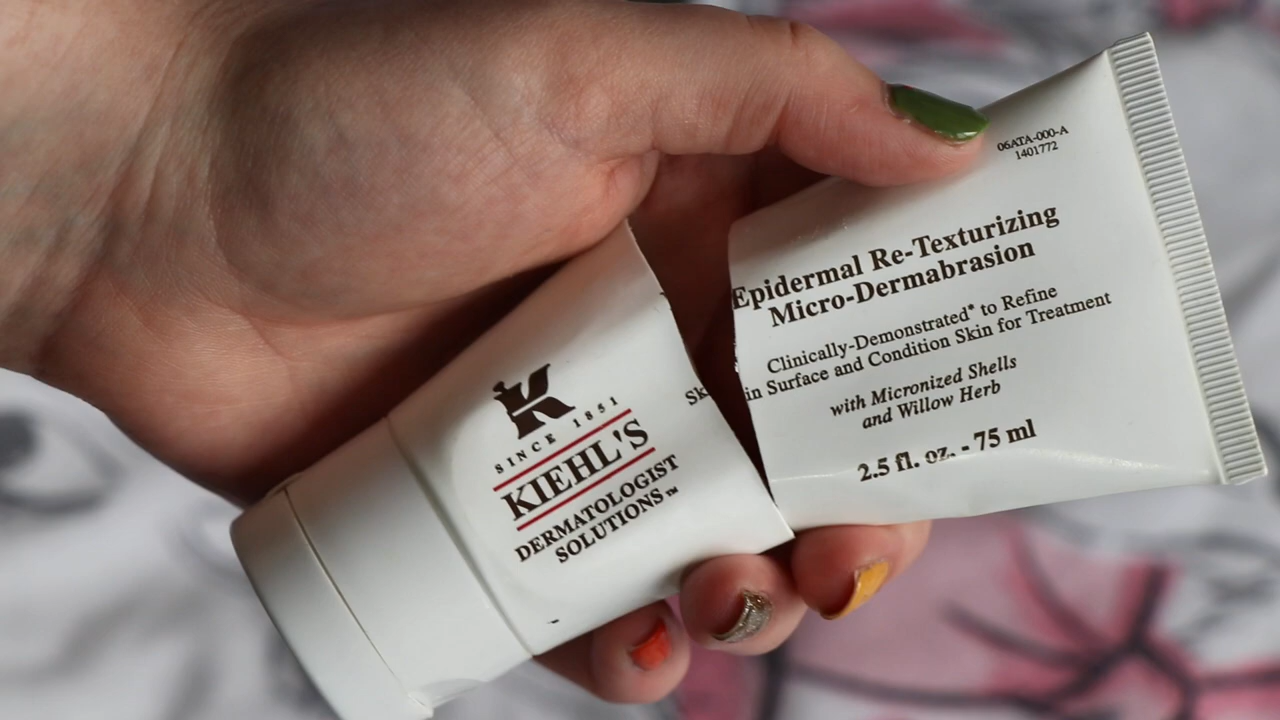 06ATA-000-A
1401772
Epidermal Re-Texturizing
Micro-Dermabrasion
Clinically-Demonstrated* to Refine
Sk in Surface and Condition Skin for Treatment
with Micronized Shells
and Willow Herb
2.5 fl. oz. - 75 ml
K
SINCE 1851
KIEHL'S
DERMATOLOGIST
SOLUTIONS™